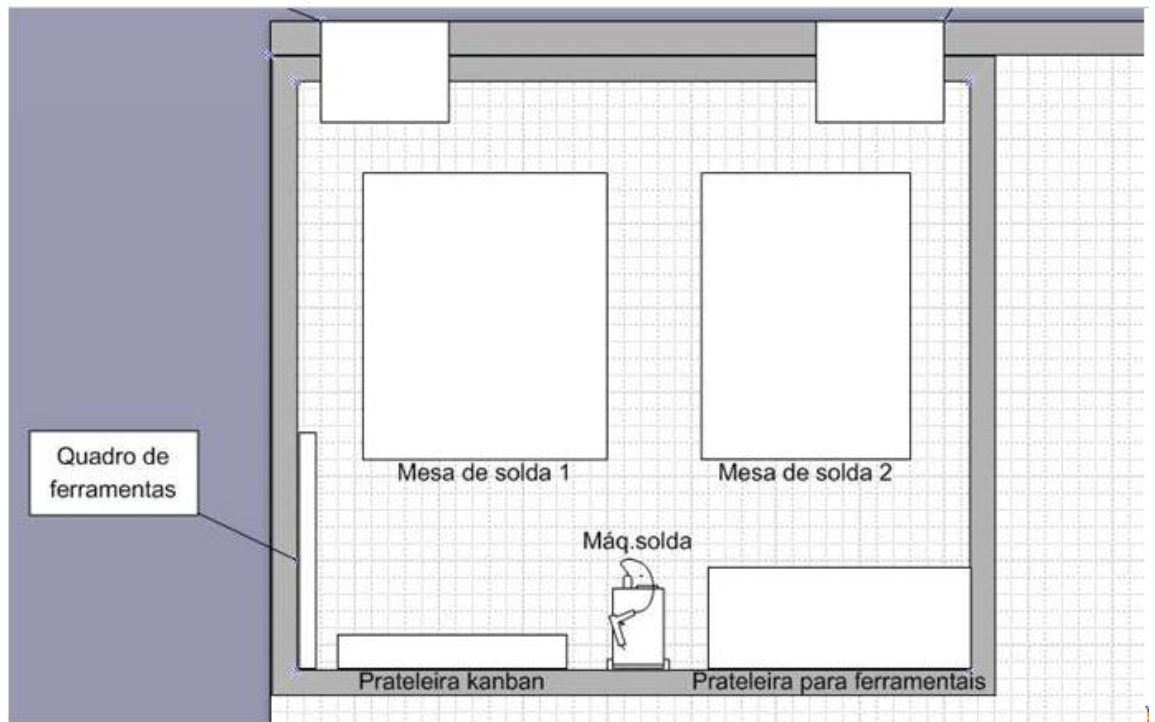 Mesa de solda 1
Mesa de solda 2
Quadro de
ferramentas
Máq.solda
Prateleira kanban
Prateleira para ferramentais